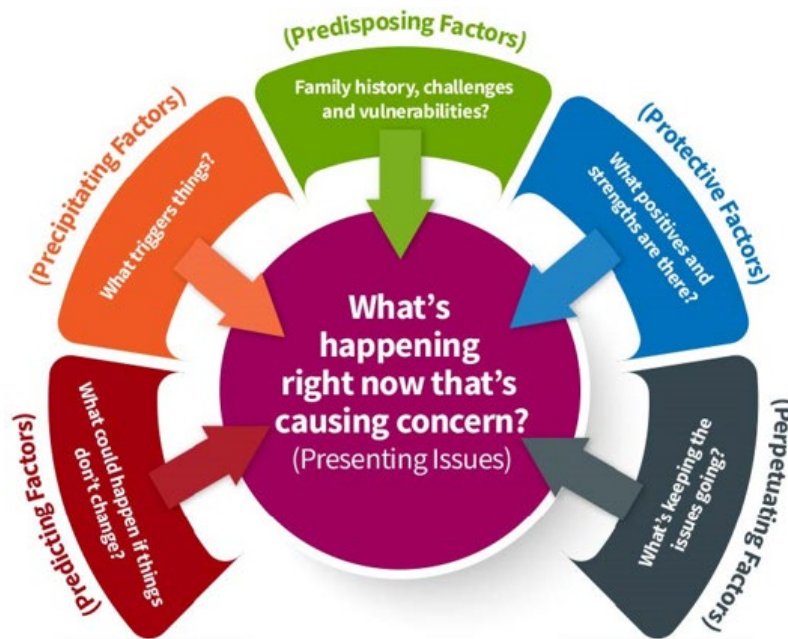 (Predisposing Factors)
Family history, challenges
and vulnerabilities?
(Precipitating Factors)
What triggers things?
(Protective Factors)
What positives and
strengths are there?
What's
happening
right now that's
causing concern?
(Presenting Issues)
(Predicting Factors)
What could happen if things
don't change?
(Perpetuating Factors)
What's keeping the
issues going?